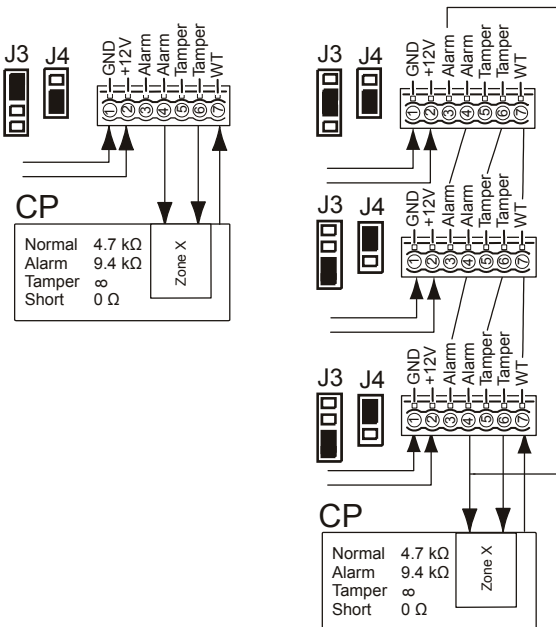 J3 J4
GND
+12V
Alarm
Alarm
Tamper
Tamper
WT
1 2 3 4 5 6 7
CP
Normal 4.7 kΩ
Alarm 9.4 kΩ
Tamper ∞
Short 0 Ω
Zone X
J3 J4
GND
+12V
Alarm
Alarm
Tamper
Tamper
WT
1 2 3 4 5 6 7
J3 J4
GND
+12V
Alarm
Alarm
Tamper
Tamper
WT
1 2 3 4 5 6 7
J3 J4
GND
+12V
Alarm
Alarm
Tamper
Tamper
WT
1 2 3 4 5 6 7
CP
Normal 4.7 kΩ
Alarm 9.4 kΩ
Tamper ∞
Short 0 Ω
Zone X